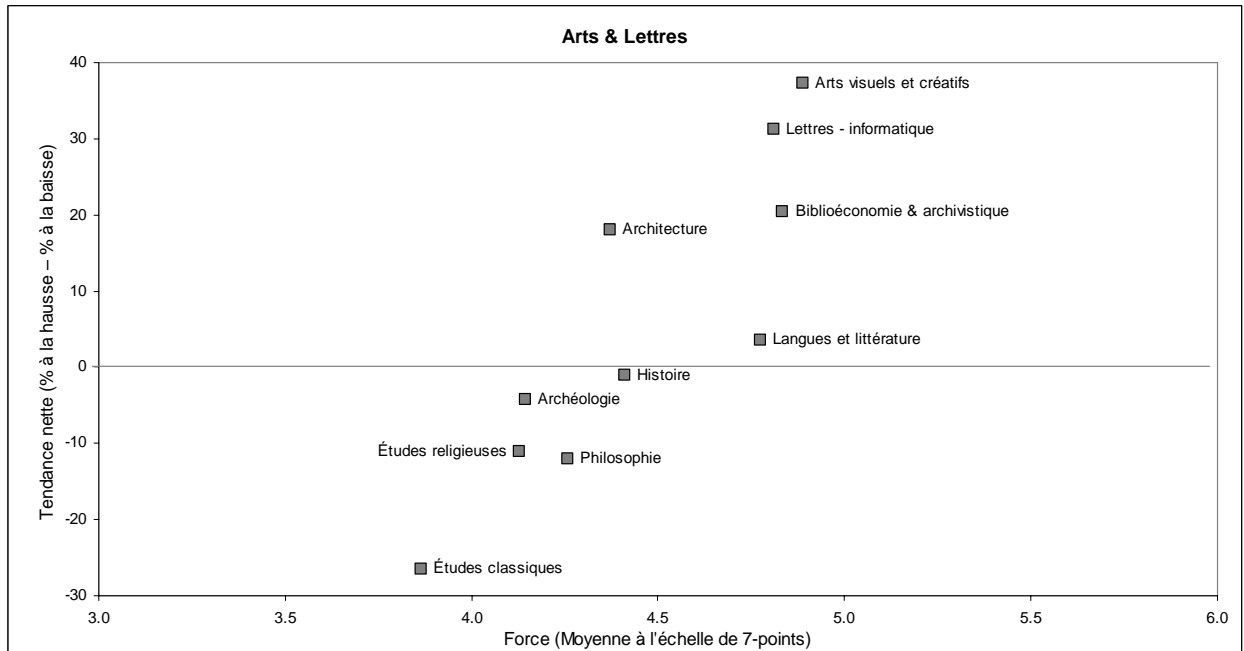 Arts & Lettres
Tendance nette (% à la hausse – % à la baisse)
40
30
20
10
0
-10
-20
-30
Arts visuels et créatifs
Lettres - informatique
Biblioéconomie & archivistique
Architecture
Langues et littérature
Histoire
Archéologie
Études religieuses
Philosophie
Études classiques
3.0
3.5
4.0
4.5
5.0
5.5
6.0
Force (Moyenne à l'échelle de 7-points)